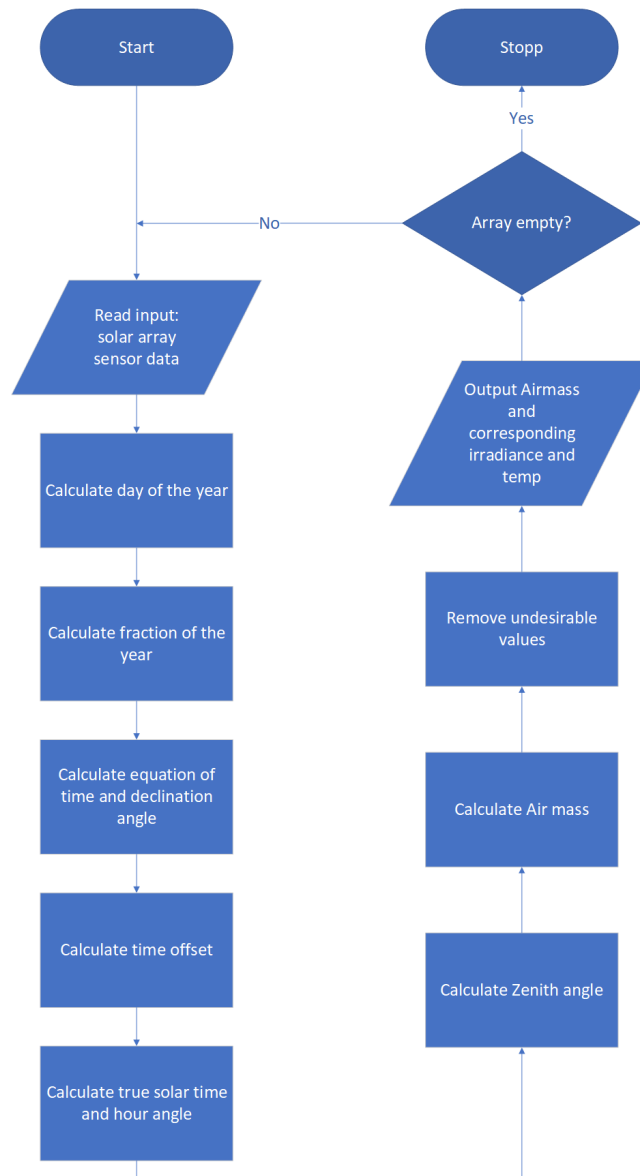 Start
Read input:
solar array
sensor data
Calculate day of the year
Calculate fraction of the
year
Calculate equation of
time and declination
angle
Calculate time offset
Calculate true solar time
and hour angle
Calculate Zenith angle
Calculate Air mass
Remove undesirable
values
Output Airmass
and
corresponding
irradiance and
temp
Array empty?
No
Yes
Stopp